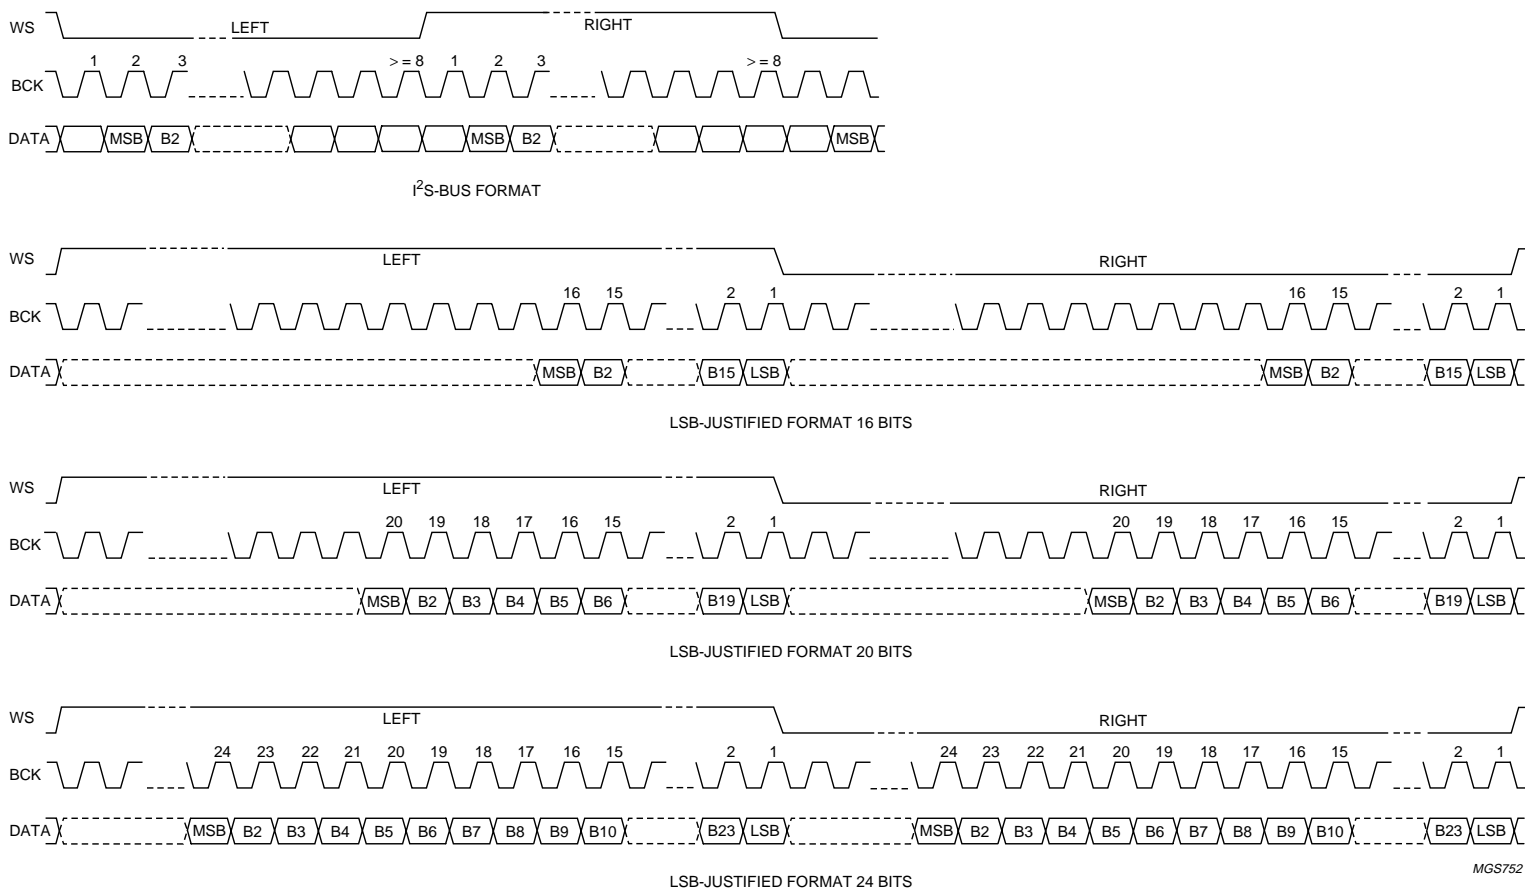 WS LEFT RIGHT
1 2 3 >=8 1 2 3 >=8
BCK
DATA MSB B2 MSB B2 MSB
I²S-BUS FORMAT
WS LEFT RIGHT
16 15 2 1 16 15 2 1
BCK
DATA MSB B2 B15 LSB MSB B2 B15 LSB
LSB-JUSTIFIED FORMAT 16 BITS
WS LEFT RIGHT
20 19 18 17 16 15 2 1 20 19 18 17 16 15 2 1
BCK
DATA MSB B2 B3 B4 B5 B6 B19 LSB MSB B2 B3 B4 B5 B6 B19 LSB
LSB-JUSTIFIED FORMAT 20 BITS
WS LEFT RIGHT
24 23 22 21 20 19 18 17 16 15 2 1 24 23 22 21 20 19 18 17 16 15 2 1
BCK
DATA MSB B2 B3 B4 B5 B6 B7 B8 B9 B10 B23 LSB MSB B2 B3 B4 B5 B6 B7 B8 B9 B10 B23 LSB
MGS752
LSB-JUSTIFIED FORMAT 24 BITS